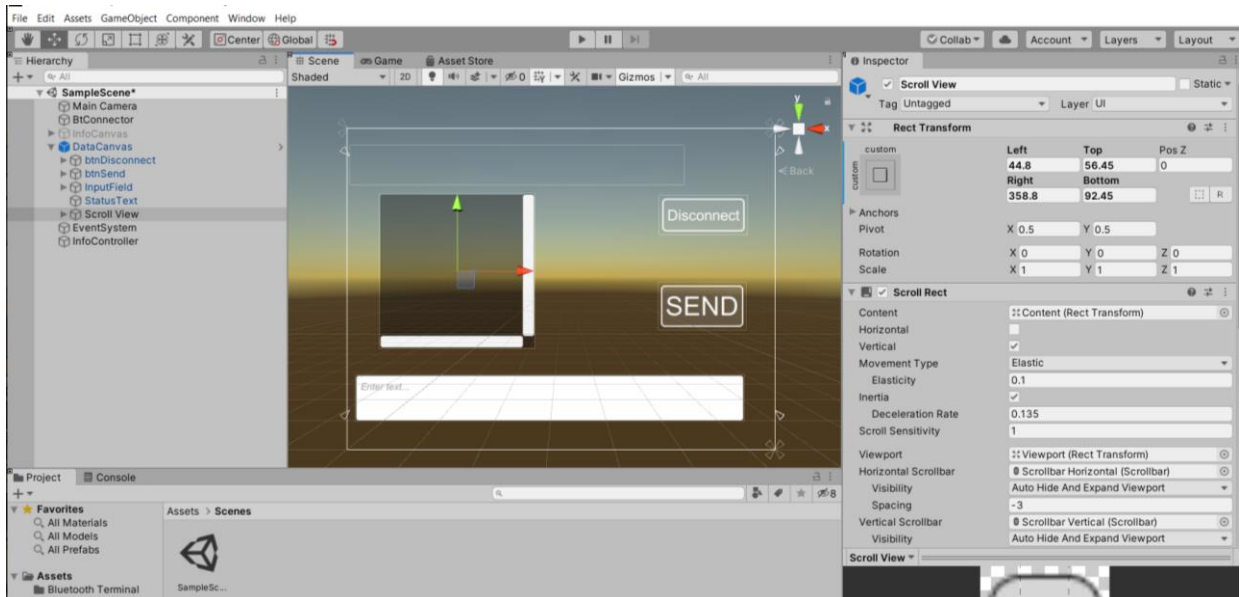 File Edit Assets GameObject Component Window Help
Center Global
Collab Account Layers Layout
Hierarchy
All
SampleScene*
Main Camera
BtConnector
InfoCanvas
DataCanvas
btnDisconnect
btnSend
InputField
StatusText
Scroll View
EventSystem
InfoController
Scene Game Asset Store
Shaded 2D 0 Gizmos All
y
x
Back
Disconnect
SEND
Enter text...
Inspector
Scroll View Static
Tag Untagged Layer UI
Rect Transform
custom Left Top Pos Z
custom 44.8 56.45 0
Right Bottom
358.8 92.45 R
Anchors
Pivot X 0.5 Y 0.5
Rotation X 0 Y 0 Z 0
Scale X 1 Y 1 Z 1
Scroll Rect
Content Content (Rect Transform)
Horizontal
Vertical
Movement Type Elastic
Elasticity 0.1
Inertia
Deceleration Rate 0.135
Scroll Sensitivity 1
Viewport Viewport (Rect Transform)
Horizontal Scrollbar Scrollbar Horizontal (Scrollbar)
Visibility Auto Hide And Expand Viewport
Spacing -3
Vertical Scrollbar Scrollbar Vertical (Scrollbar)
Visibility Auto Hide And Expand Viewport
Scroll View
Project Console
8
Favorites
All Materials
All Models
All Prefabs
Assets
Bluetooth Terminal
Assets > Scenes
SampleSc...